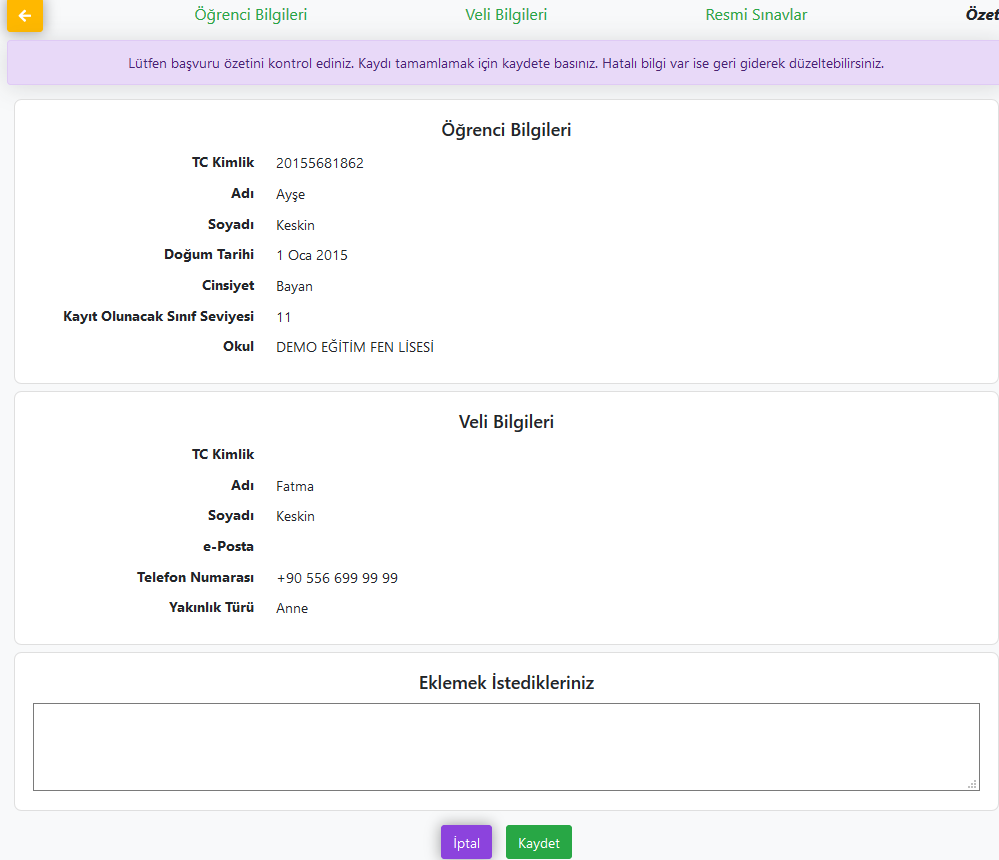 Öğrenci Bilgileri Veli Bilgileri Resmi Sınavlar Özet
Lütfen başvuru özetini kontrol ediniz. Kaydı tamamlamak için kaydete basınız. Hatalı bilgi var ise geri giderek düzeltebilirsiniz.
Öğrenci Bilgileri
TC Kimlik 20155681862
Adı Ayşe
Soyadı Keskin
Doğum Tarihi 1 Oca 2015
Cinsiyet Bayan
Kayıt Olunacak Sınıf Seviyesi 11
Okul DEMO EĞİTİM FEN LİSESİ
Veli Bilgileri
TC Kimlik
Adı Fatma
Soyadı Keskin
e-Posta
Telefon Numarası +90 556 699 99 99
Yakınlık Türü Anne
Eklemek İstedikleriniz
İptal Kaydet